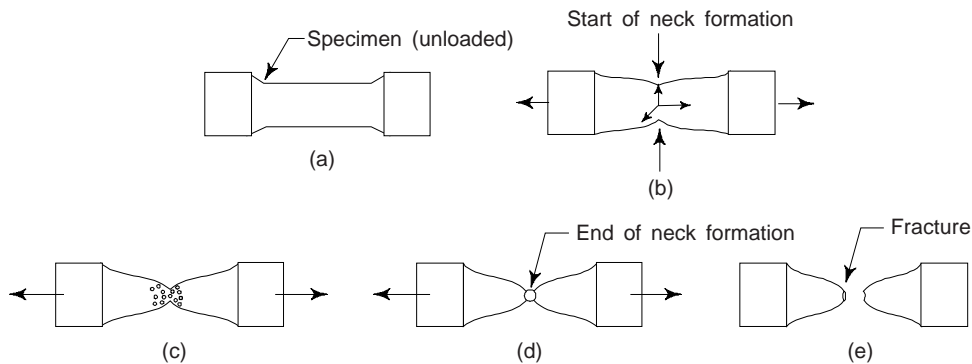 Start of neck formation
Specimen (unloaded)
(a)
(b)
End of neck formation
Fracture
(c)
(d)
(e)